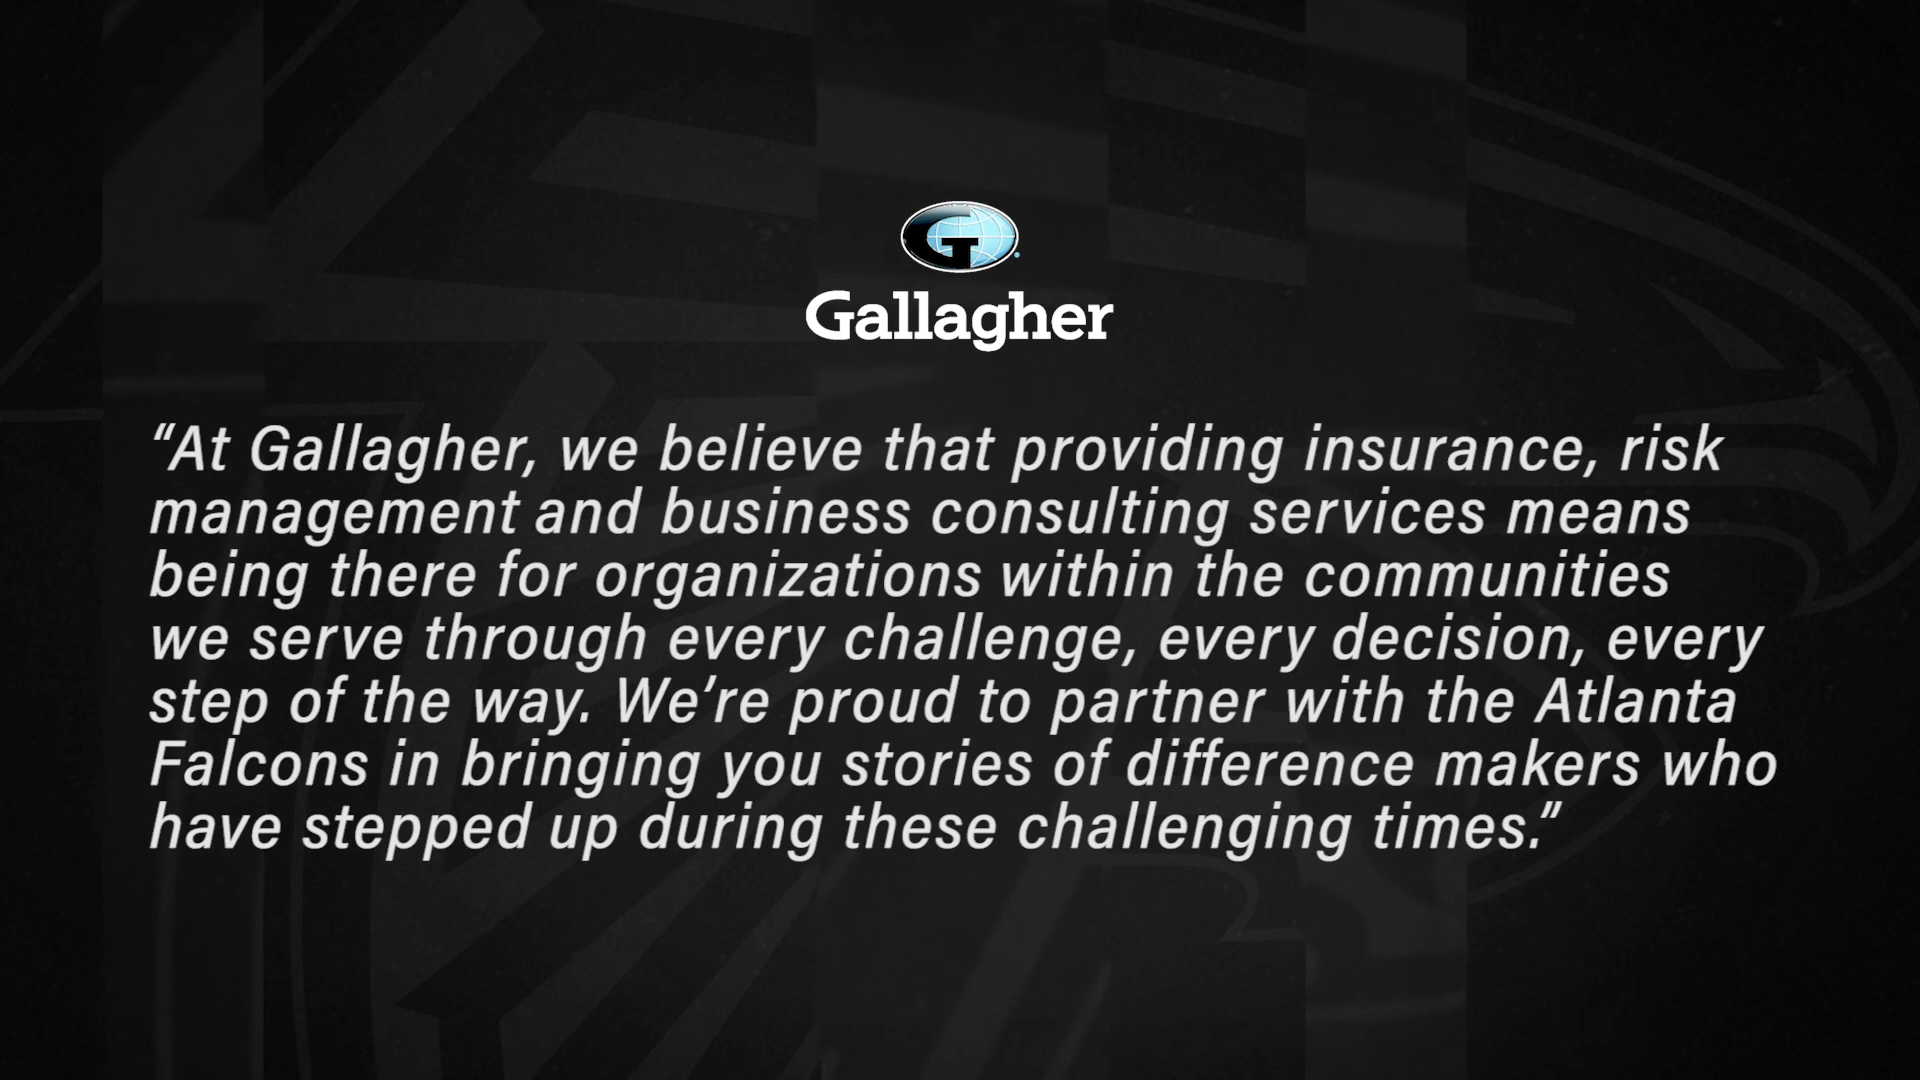 G
Gallagher
“At Gallagher, we believe that providing insurance, risk
management and business consulting services means
being there for organizations within the communities
we serve through every challenge, every decision, every
step of the way. We’re proud to partner with the Atlanta
Falcons in bringing you stories of difference makers who
have stepped up during these challenging times.”